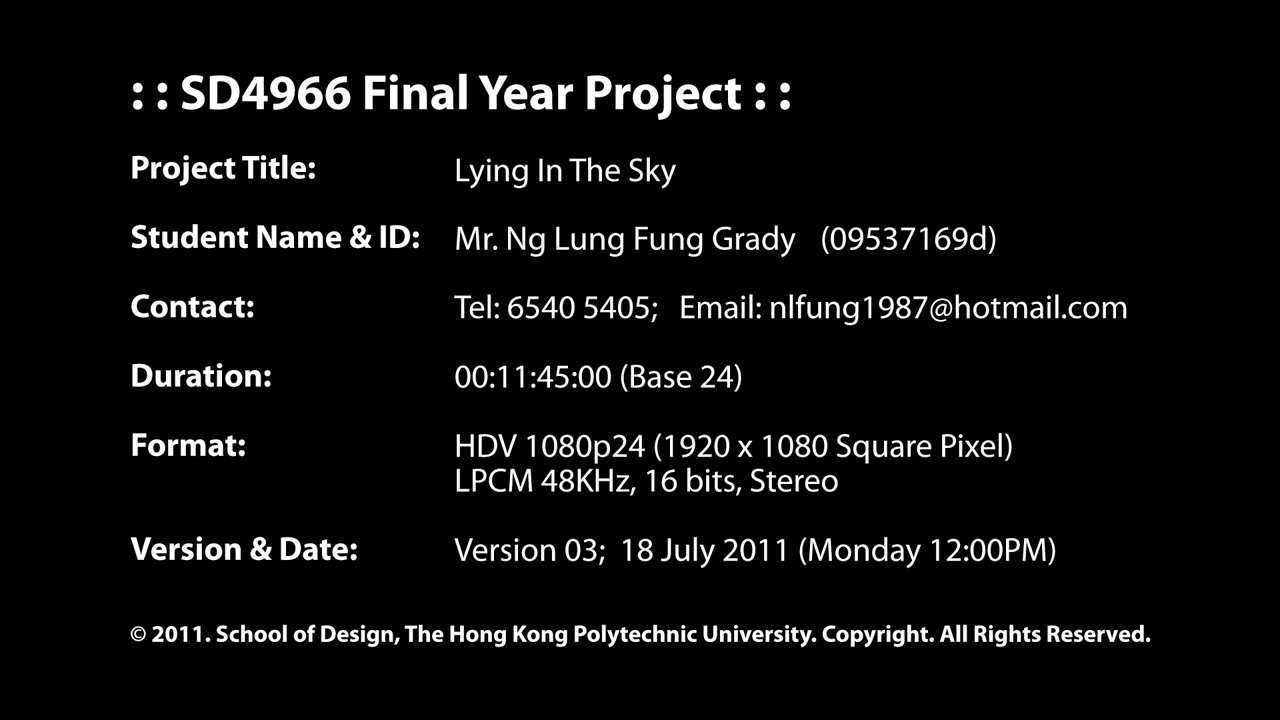 : : SD4966 Final Year Project : :
Project Title: Lying In The Sky
Student Name & ID: Mr. Ng Lung Fung Grady (09537169d)
Contact: Tel: 6540 5405; Email: nlfung1987@hotmail.com
Duration: 00:11:45:00 (Base 24)
Format: HDV 1080p24 (1920 x 1080 Square Pixel)
LPCM 48KHz, 16 bits, Stereo
Version & Date: Version 03; 18 July 2011 (Monday 12:00PM)
© 2011. School of Design, The Hong Kong Polytechnic University. Copyright. All Rights Reserved.